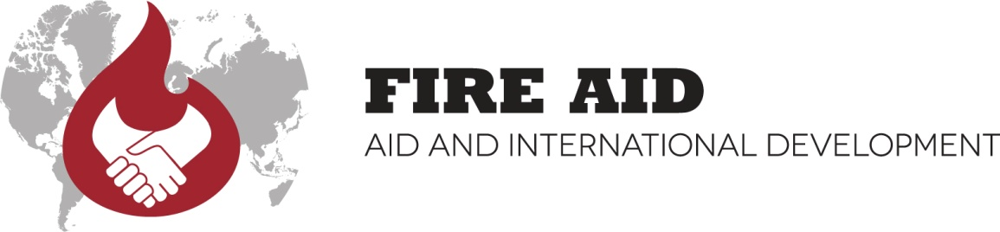 FIRE AID
AID AND INTERNATIONAL DEVELOPMENT